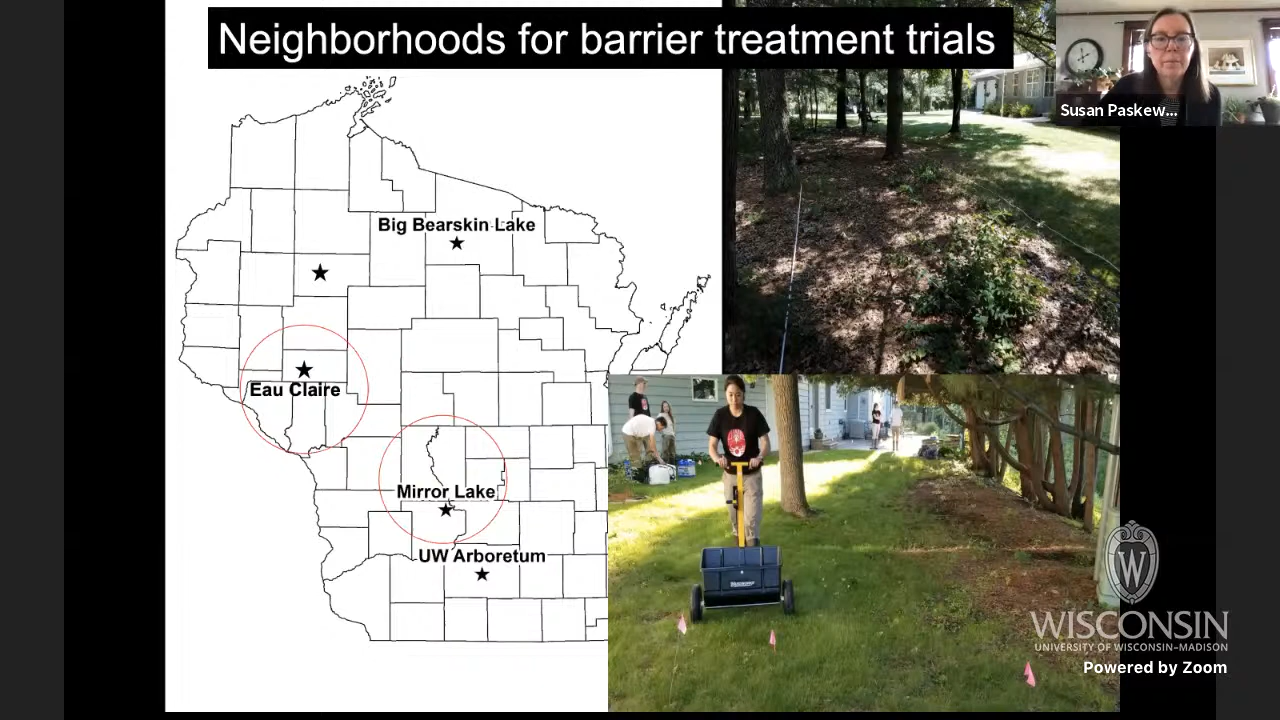 Neighborhoods for barrier treatment trials
Susan Paskew...
Big Bearskin Lake
Eau Claire
Mirror Lake
UW Arboretum
W
WISCONSIN
UNIVERSITY OF WISCONSIN–MADISON
Powered by Zoom